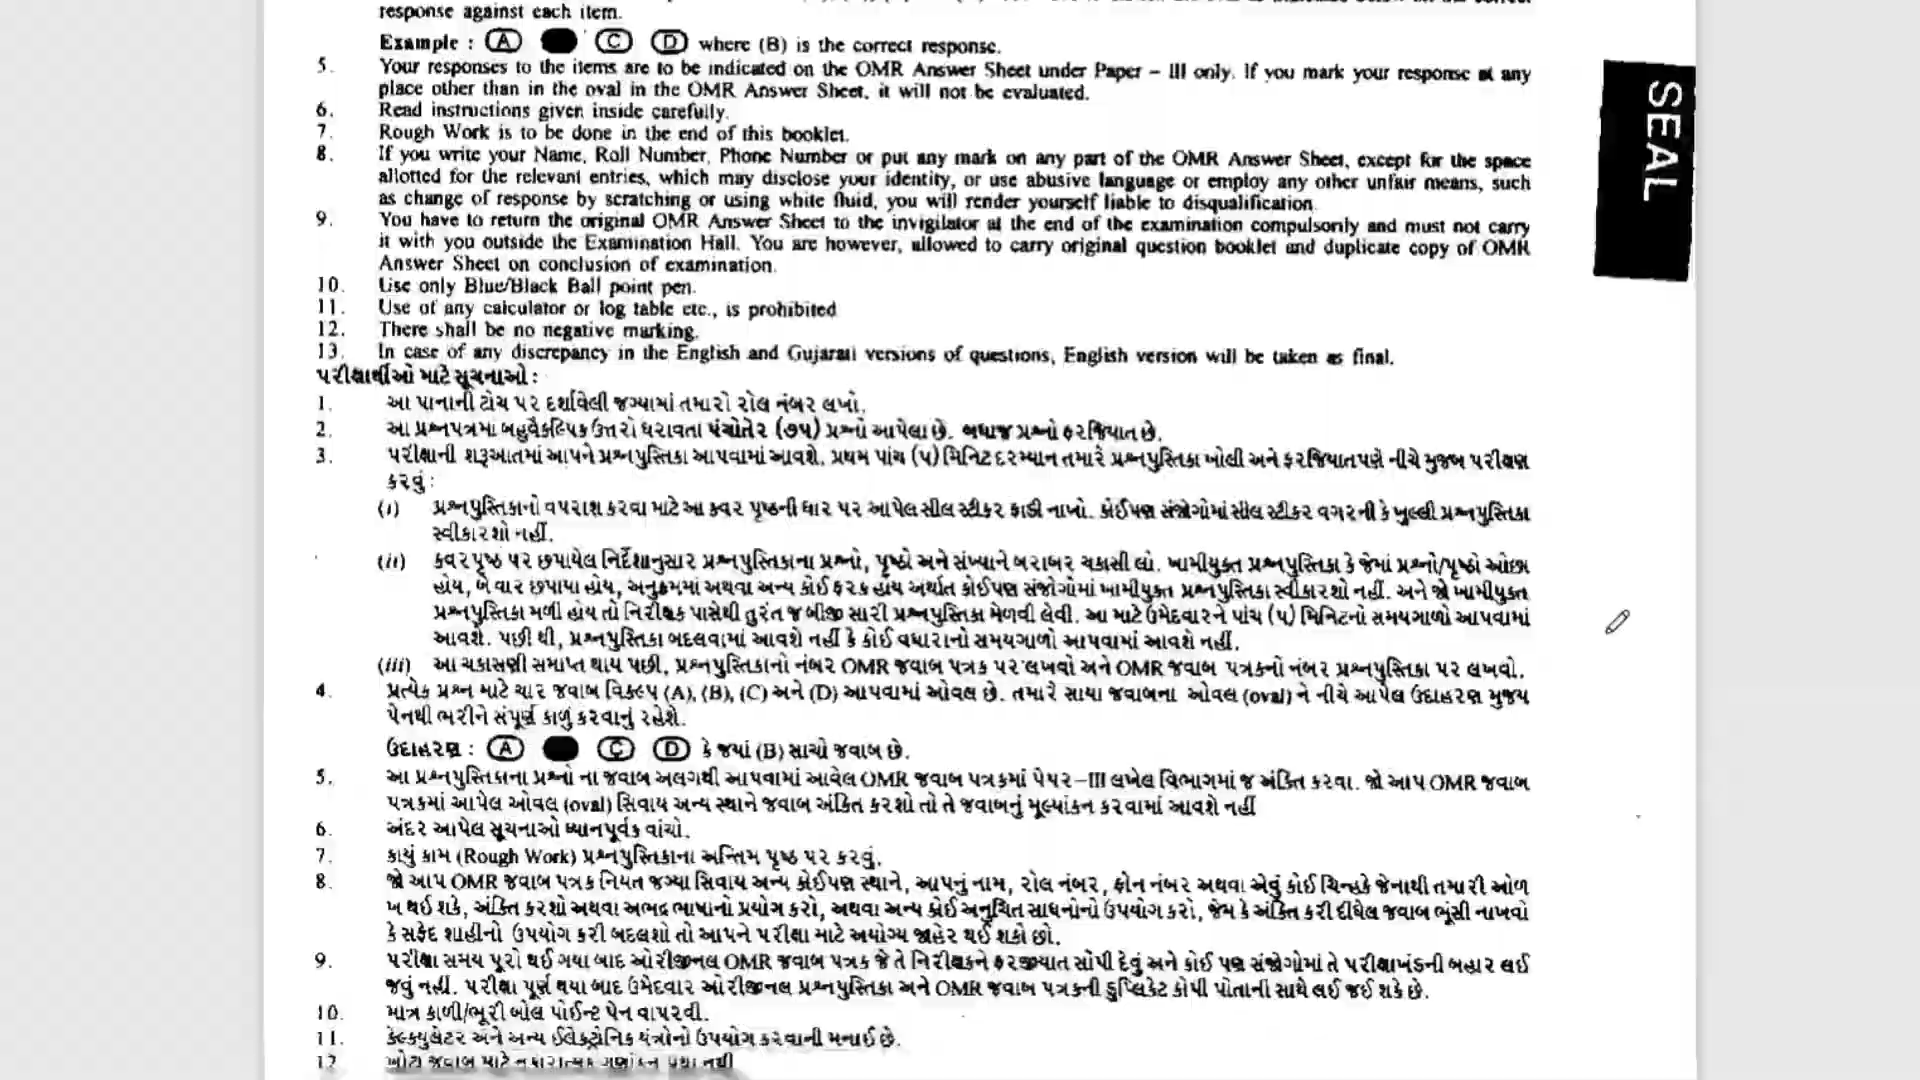 response against each item.
Example : (A) (C) (D) where (B) is the correct response.
5. Your responses to the items are to be indicated on the OMR Answer Sheet under Paper – III only. If you mark your response at any
place other than in the oval in the OMR Answer Sheet, it will not be evaluated.
6. Read instructions given inside carefully.
7. Rough Work is to be done in the end of this booklet.
8. If you write your Name, Roll Number, Phone Number or put any mark on any part of the OMR Answer Sheet, except for the space
allotted for the relevant entries, which may disclose your identity, or use abusive language or employ any other unfair means, such
as change of response by scratching or using white fluid, you will render yourself liable to disqualification.
9. You have to return the original OMR Answer Sheet to the invigilator at the end of the examination compulsorily and must not carry
it with you outside the Examination Hall. You are however, allowed to carry original question booklet and duplicate copy of OMR
Answer Sheet on conclusion of examination.
10. Use only Blue/Black Ball point pen.
11. Use of any calculator or log table etc., is prohibited
12. There shall be no negative marking.
13. In case of any discrepancy in the English and Gujarati versions of questions, English version will be taken as final.
પરીક્ષાર્થીઓ માટે સૂચનાઓ :
1. આ પાનાની ટોચ પર દર્શાવેલી જગ્યામાં તમારો રોલ નંબર લખો.
2. આ પ્રશ્નપત્રમાં બહુવૈકલ્પિક ઉત્તરો ધરાવતા પંચોતેર (૭૫) પ્રશ્નો આપેલા છે. બધાજ પ્રશ્નો ફરજિયાત છે.
3. પરીક્ષાની શરૂઆતમાં આપને પ્રશ્નપુસ્તિકા આપવામાં આવશે. પ્રથમ પાંચ (૫) મિનિટ દરમ્યાન તમારે પ્રશ્નપુસ્તિકા ખોલી અને ફરજિયાતપણે નીચે મુજબ પરીક્ષણ
કરવું :
(i) પ્રશ્નપુસ્તિકાનો વપરાશ કરવા માટે આ કવર પૃષ્ઠની ધાર પર આપેલ સીલ સ્ટીકર ફાડી નાખો. કોઈપણ સંજોગોમાં સીલ સ્ટીકર વગરની કે ખુલ્લી પ્રશ્નપુસ્તિકા
સ્વીકારશો નહીં.
(ii) કવર પૃષ્ઠ પર છપાયેલ નિર્દેશાનુસાર પ્રશ્નપુસ્તિકાના પ્રશ્નો, પૃષ્ઠો અને સંખ્યાને બરાબર ચકાસી લો. ખામીયુક્ત પ્રશ્નપુસ્તિકા કે જેમાં પ્રશ્નો/પૃષ્ઠો ઓછા
હોય, બે વાર છપાયા હોય, અનુક્રમમાં અથવા અન્ય કોઈ ફરક હોય અર્થાત કોઈપણ સંજોગોમાં ખામીયુક્ત પ્રશ્નપુસ્તિકા સ્વીકારશો નહીં. અને જો ખામીયુક્ત
પ્રશ્નપુસ્તિકા મળી હોય તો નિરીક્ષક પાસેથી તુરંત જ બીજી સારી પ્રશ્નપુસ્તિકા મેળવી લેવી. આ માટે ઉમેદવારને પાંચ (૫) મિનિટનો સમયગાળો આપવામાં
આવશે. પછી થી, પ્રશ્નપુસ્તિકા બદલવામાં આવશે નહીં કે કોઈ વધારાનો સમયગાળો આપવામાં આવશે નહીં.
(iii) આ ચકાસણી સમાપ્ત થાય પછી, પ્રશ્નપુસ્તિકાનો નંબર OMR જવાબ પત્રક પર લખવો અને OMR જવાબ પત્રકનો નંબર પ્રશ્નપુસ્તિકા પર લખવો.
4. પ્રત્યેક પ્રશ્ન માટે ચાર જવાબ વિકલ્પ (A), (B), (C) અને (D) આપવામાં ઓવલ છે. તમારે સાચા જવાબના ઓવલ (oval) ને નીચે આપેલ ઉદાહરણ મુજબ
પેનથી ભરીને સંપૂર્ણ કાળું કરવાનું રહેશે.
ઉદાહરણ : (A) (C) (D) કે જયાં (B) સાચો જવાબ છે.
5. આ પ્રશ્નપુસ્તિકાના પ્રશ્નો ના જવાબ અલગથી આપવામાં આવેલ OMR જવાબ પત્રકમાં પેપર–III લખેલ વિભાગમાં જ અંકિત કરવા. જો આપ OMR જવાબ
પત્રકમાં આપેલ ઓવલ (oval) સિવાય અન્ય સ્થાને જવાબ અંકિત કરશો તો તે જવાબનું મૂલ્યાંકન કરવામાં આવશે નહીં
6. અંદર આપેલ સૂચનાઓ ધ્યાનપૂર્વક વાંચો.
7. કાચું કામ (Rough Work) પ્રશ્નપુસ્તિકાના અન્તિમ પૃષ્ઠ પર કરવું.
8. જો આપ OMR જવાબ પત્રક નિયત જગ્યા સિવાય અન્ય કોઈપણ સ્થાને, આપનું નામ, રોલ નંબર, ફોન નંબર અથવા એવું કોઈ ચિન્હ કે જેનાથી તમારી ઓળ
ખ થઈ શકે, અંકિત કરશો અથવા અભદ્ર ભાષાનો પ્રયોગ કરો, અથવા અન્ય કોઈ અનુચિત સાધનોનો ઉપયોગ કરો, જેમ કે અંકિત કરી દીધેલ જવાબ ભૂંસી નાખવો
કે સફેદ શાહીનો ઉપયોગ કરી બદલશો તો આપને પરીક્ષા માટે અયોગ્ય જાહેર થઈ શકો છો.
9. પરીક્ષા સમય પૂરો થઈ ગયા બાદ ઓરીજીનલ OMR જવાબ પત્રક જે તે નિરીક્ષકને ફરજીયાત સોંપી દેવું અને કોઈ પણ સંજોગોમાં તે પરીક્ષાખંડની બહાર લઈ
જવું નહીં. પરીક્ષા પૂર્ણ થયા બાદ ઉમેદવાર ઓરીજીનલ પ્રશ્નપુસ્તિકા અને OMR જવાબ પત્રકની ડુપ્લિકેટ કોપી પોતાની સાથે લઈ જઈ શકે છે.
10. માત્ર કાળી/ભૂરી બોલ પોઈન્ટ પેન વાપરવી.
11. કેલ્ક્યુલેટર અને અન્ય ઈલેક્ટ્રોનિક યંત્રોનો ઉપયોગ કરવાની મનાઈ છે.
12. ખોટા જવાબ માટે નકારાત્મક ગુણાંકન પ્રથા નથી
SEAL